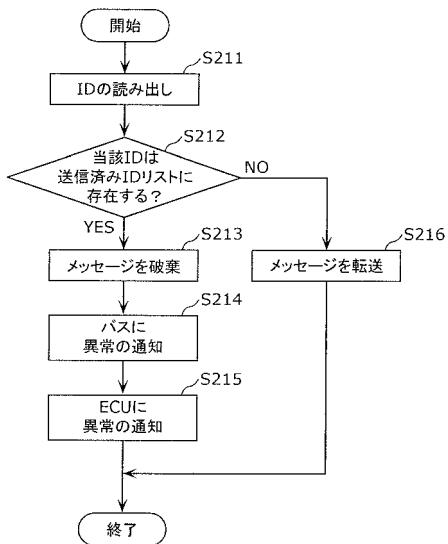 開始
S211
IDの読み出し
S212
当該IDは
送信済みIDリストに
存在する?
NO
YES
S213
メッセージを破棄
S216
メッセージを転送
S214
バスに
異常の通知
S215
ECUに
異常の通知
終了